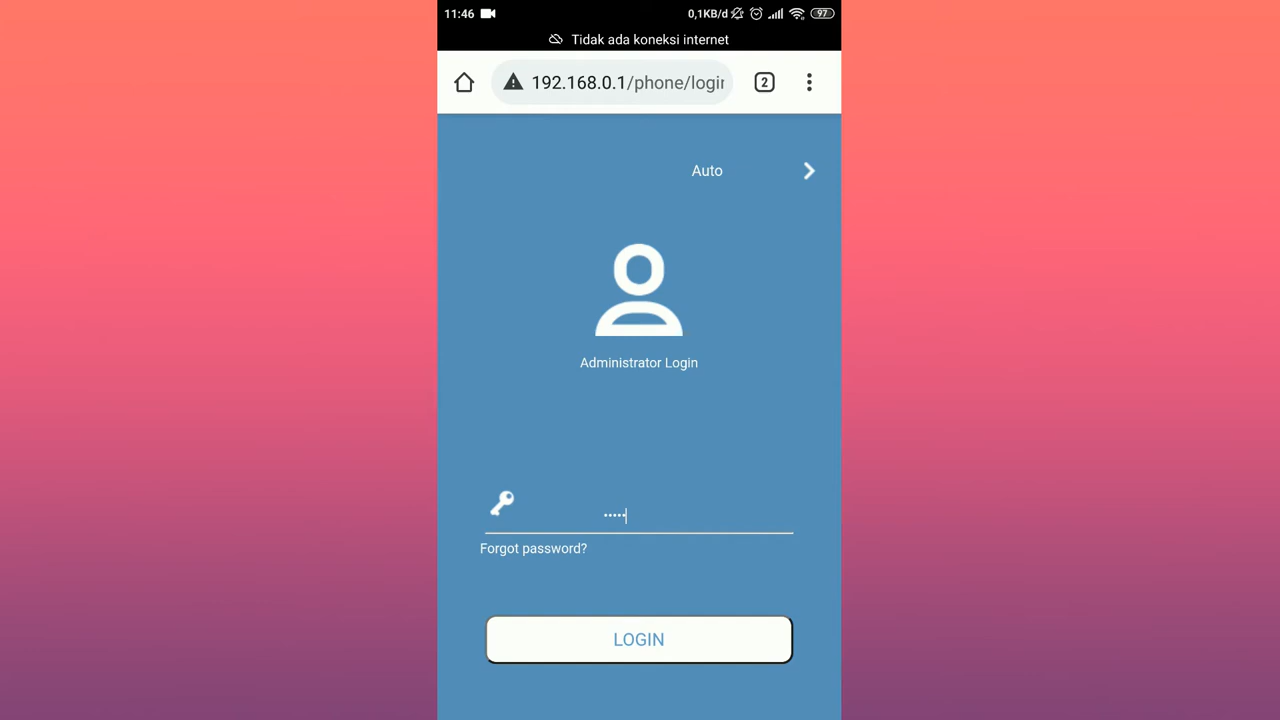 11:46 0,1KB/d 97
Tidak ada koneksi internet
192.168.0.1/phone/login 2
Auto
Administrator Login
•••••
Forgot password?
LOGIN